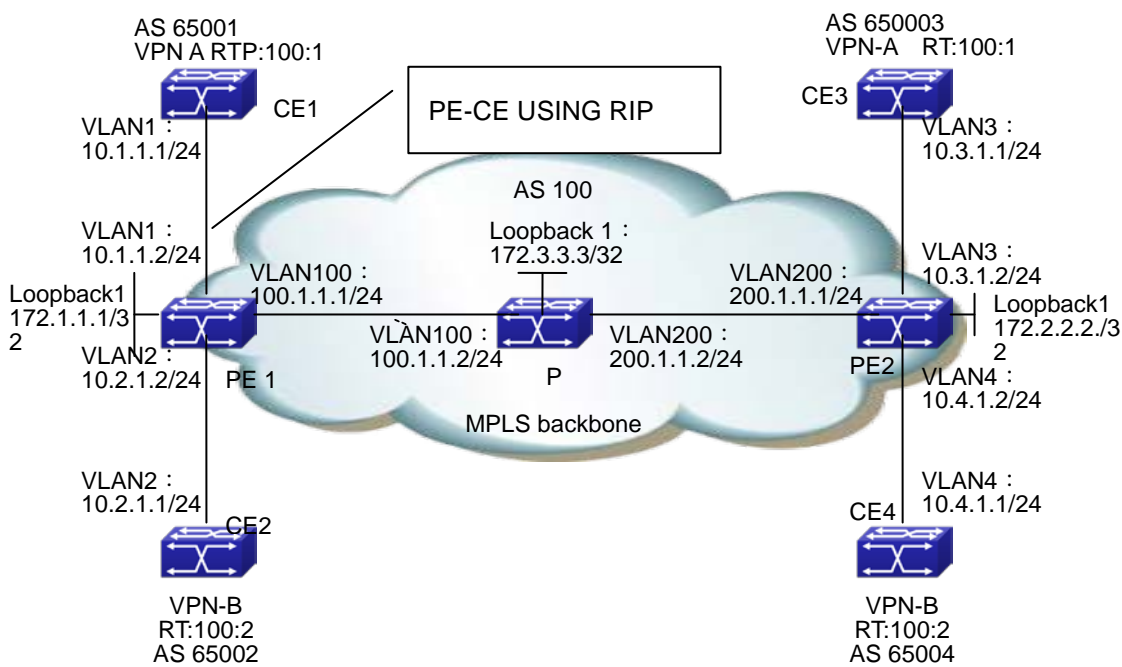 AS 65001
VPN A RTP:100:1
CE1
VLAN1：
10.1.1.1/24
PE-CE USING RIP
AS 650003
VPN-A RT:100:1
CE3
VLAN3：
10.3.1.1/24
AS 100
Loopback 1：
172.3.3.3/32
VLAN1：
10.1.1.2/24
VLAN100：
100.1.1.1/24
VLAN200：
200.1.1.1/24
VLAN3：
10.3.1.2/24
Loopback1
172.1.1.1/3
2
VLAN2：
10.2.1.2/24
PE 1
VLAN100：
100.1.1.2/24
P
VLAN200：
200.1.1.2/24
PE2
Loopback1
172.2.2.2./3
2
VLAN4：
10.4.1.2/24
MPLS backbone
VLAN2：
10.2.1.1/24
CE2
VPN-B
RT:100:2
AS 65002
VLAN4：
10.4.1.1/24
CE4
VPN-B
RT:100:2
AS 65004